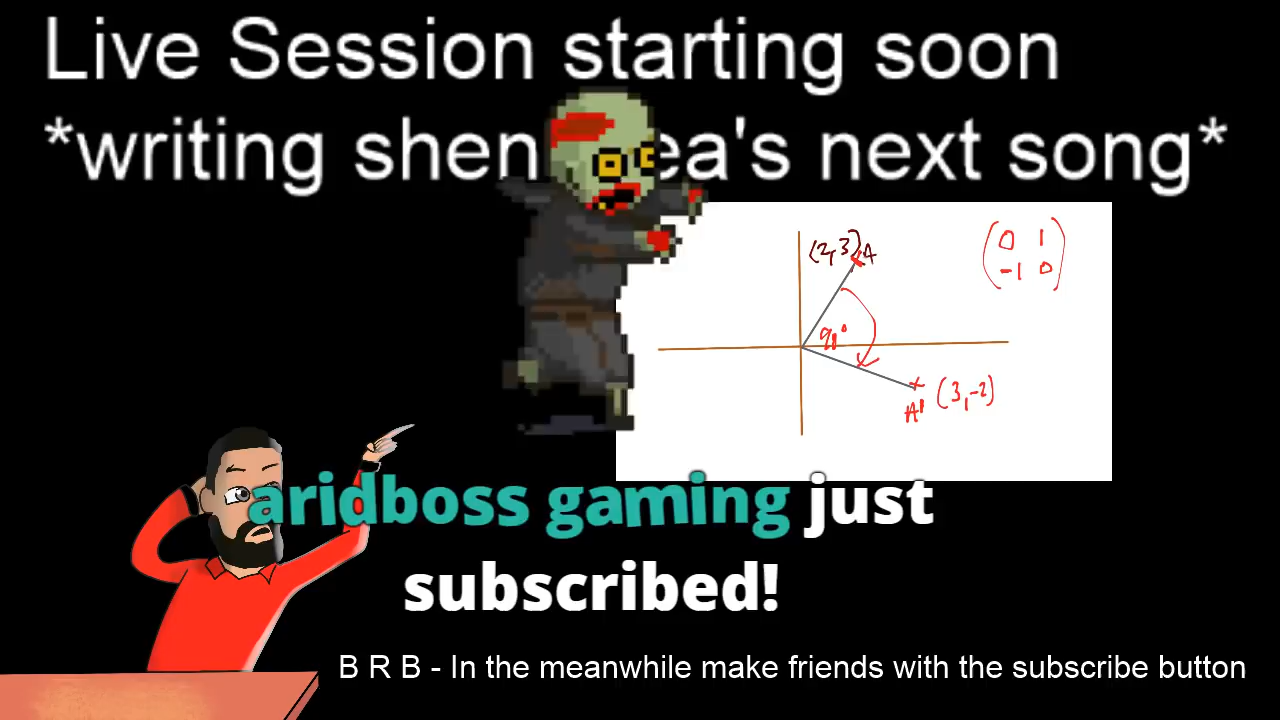 Live Session starting soon
*writing shen ea's next song*
(2, 3) A
0 1
-1 0
90°
A' (3, -2)
aridboss gaming just
subscribed!
B R B - In the meanwhile make friends with the subscribe button